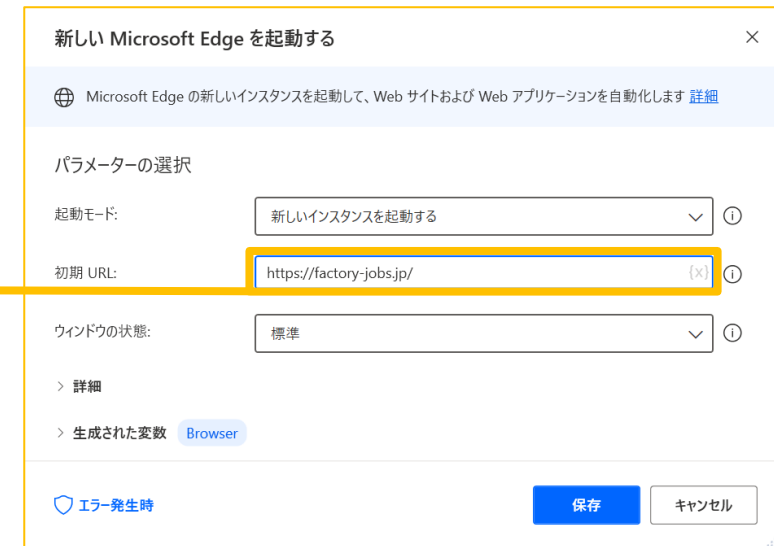 新しい Microsoft Edge を起動する
Microsoft Edge の新しいインスタンスを起動して、Web サイトおよび Web アプリケーションを自動化します 詳細
パラメーターの選択
起動モード: 新しいインスタンスを起動する
初期 URL: https://factory-jobs.jp/ {x}
ウィンドウの状態: 標準
詳細
生成された変数 Browser
エラー発生時 保存 キャンセル